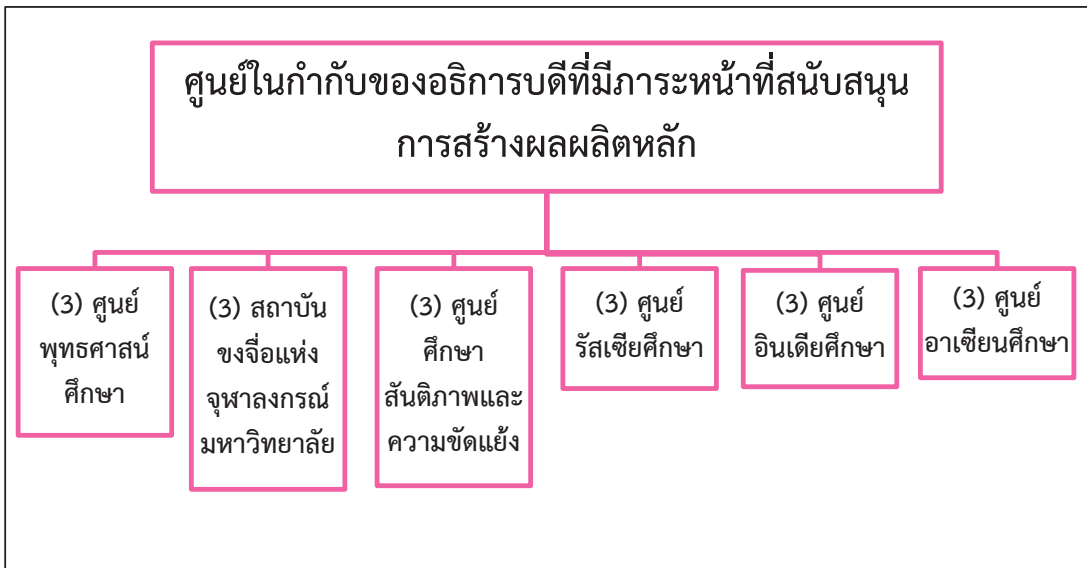 ศูนย์ในกำกับของอธิการบดีที่มีภาระหน้าที่สนับสนุน
การสร้างผลผลิตหลัก
(3) ศูนย์
พุทธศาสน์
ศึกษา
(3) สถาบัน
ขงจื่อแห่ง
จุฬาลงกรณ์
มหาวิทยาลัย
(3) ศูนย์
ศึกษา
สันติภาพและ
ความขัดแย้ง
(3) ศูนย์
รัสเซียศึกษา
(3) ศูนย์
อินเดียศึกษา
(3) ศูนย์
อาเซียนศึกษา